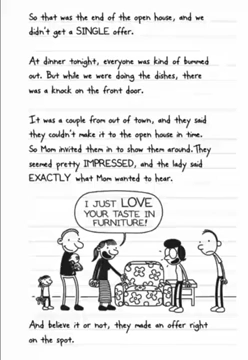 So that was the end of the open house, and we
didn't get a SINGLE offer.
At dinner tonight, everyone was kind of bummed
out. But while we were doing the dishes, there
was a knock on the front door.
It was a couple from out of town, and they said
they couldn't make it to the open house in time.
So Mom invited them in to show them around. They
seemed pretty IMPRESSED, and the lady said
EXACTLY what Mom wanted to hear.
I JUST LOVE
YOUR TASTE IN
FURNITURE!
And believe it or not, they made an offer right
on the spot.